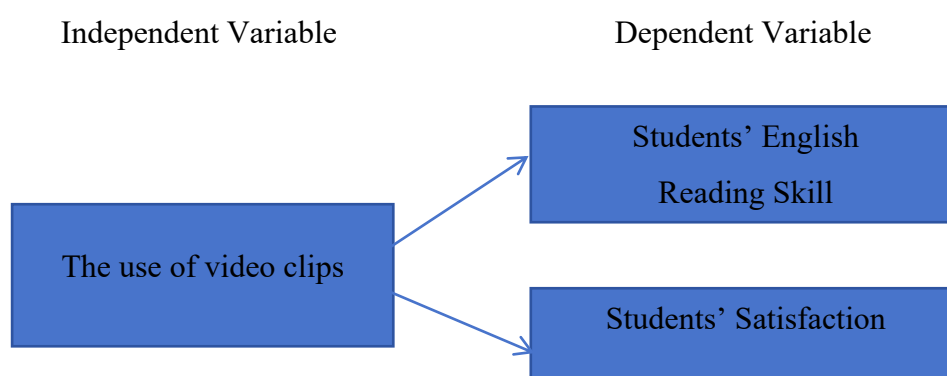 Independent Variable
Dependent Variable
Students’ English
Reading Skill
The use of video clips
Students’ Satisfaction